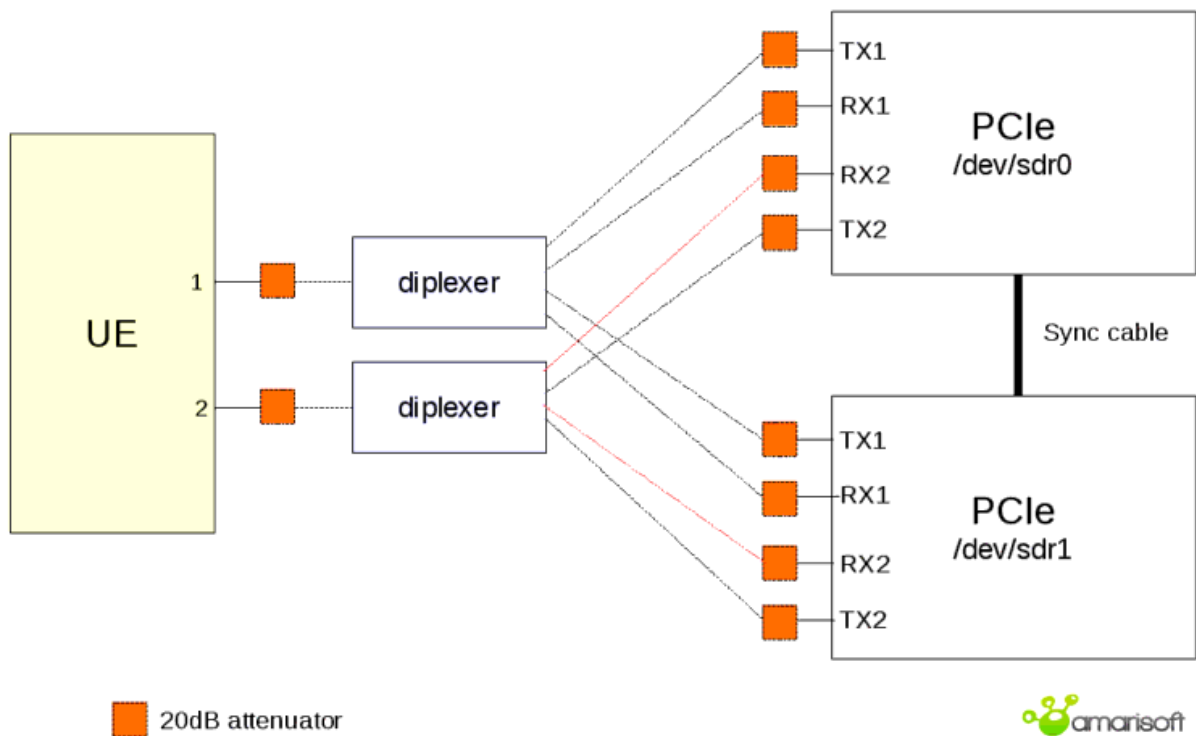 TX1
RX1
PCIe
/dev/sdr0
RX2
TX2
1
diplexer
UE
Sync cable
2
diplexer
TX1
RX1
PCIe
/dev/sdr1
RX2
TX2
20dB attenuator
amarisoft